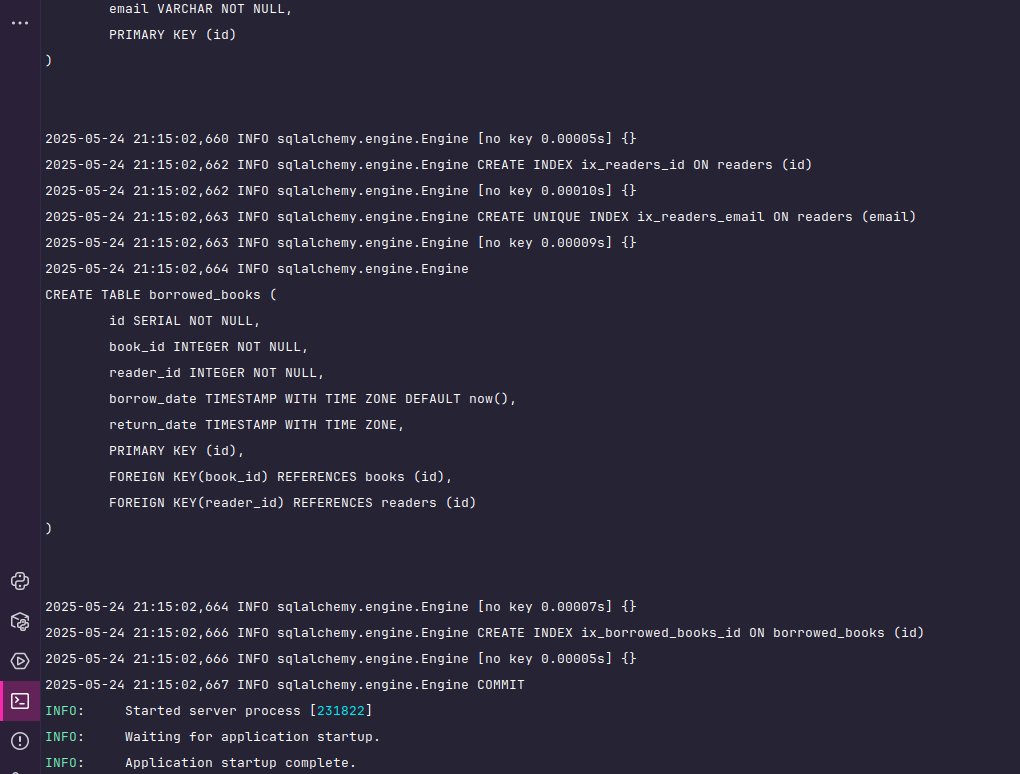 email VARCHAR NOT NULL,
PRIMARY KEY (id)
)
2025-05-24 21:15:02,660 INFO sqlalchemy.engine.Engine [no key 0.00005s] {}
2025-05-24 21:15:02,662 INFO sqlalchemy.engine.Engine CREATE INDEX ix_readers_id ON readers (id)
2025-05-24 21:15:02,662 INFO sqlalchemy.engine.Engine [no key 0.00010s] {}
2025-05-24 21:15:02,663 INFO sqlalchemy.engine.Engine CREATE UNIQUE INDEX ix_readers_email ON readers (email)
2025-05-24 21:15:02,663 INFO sqlalchemy.engine.Engine [no key 0.00009s] {}
2025-05-24 21:15:02,664 INFO sqlalchemy.engine.Engine
CREATE TABLE borrowed_books (
id SERIAL NOT NULL,
book_id INTEGER NOT NULL,
reader_id INTEGER NOT NULL,
borrow_date TIMESTAMP WITH TIME ZONE DEFAULT now(),
return_date TIMESTAMP WITH TIME ZONE,
PRIMARY KEY (id),
FOREIGN KEY(book_id) REFERENCES books (id),
FOREIGN KEY(reader_id) REFERENCES readers (id)
)
2025-05-24 21:15:02,664 INFO sqlalchemy.engine.Engine [no key 0.00007s] {}
2025-05-24 21:15:02,666 INFO sqlalchemy.engine.Engine CREATE INDEX ix_borrowed_books_id ON borrowed_books (id)
2025-05-24 21:15:02,666 INFO sqlalchemy.engine.Engine [no key 0.00005s] {}
2025-05-24 21:15:02,667 INFO sqlalchemy.engine.Engine COMMIT
INFO:     Started server process [231822]
INFO:     Waiting for application startup.
INFO:     Application startup complete.